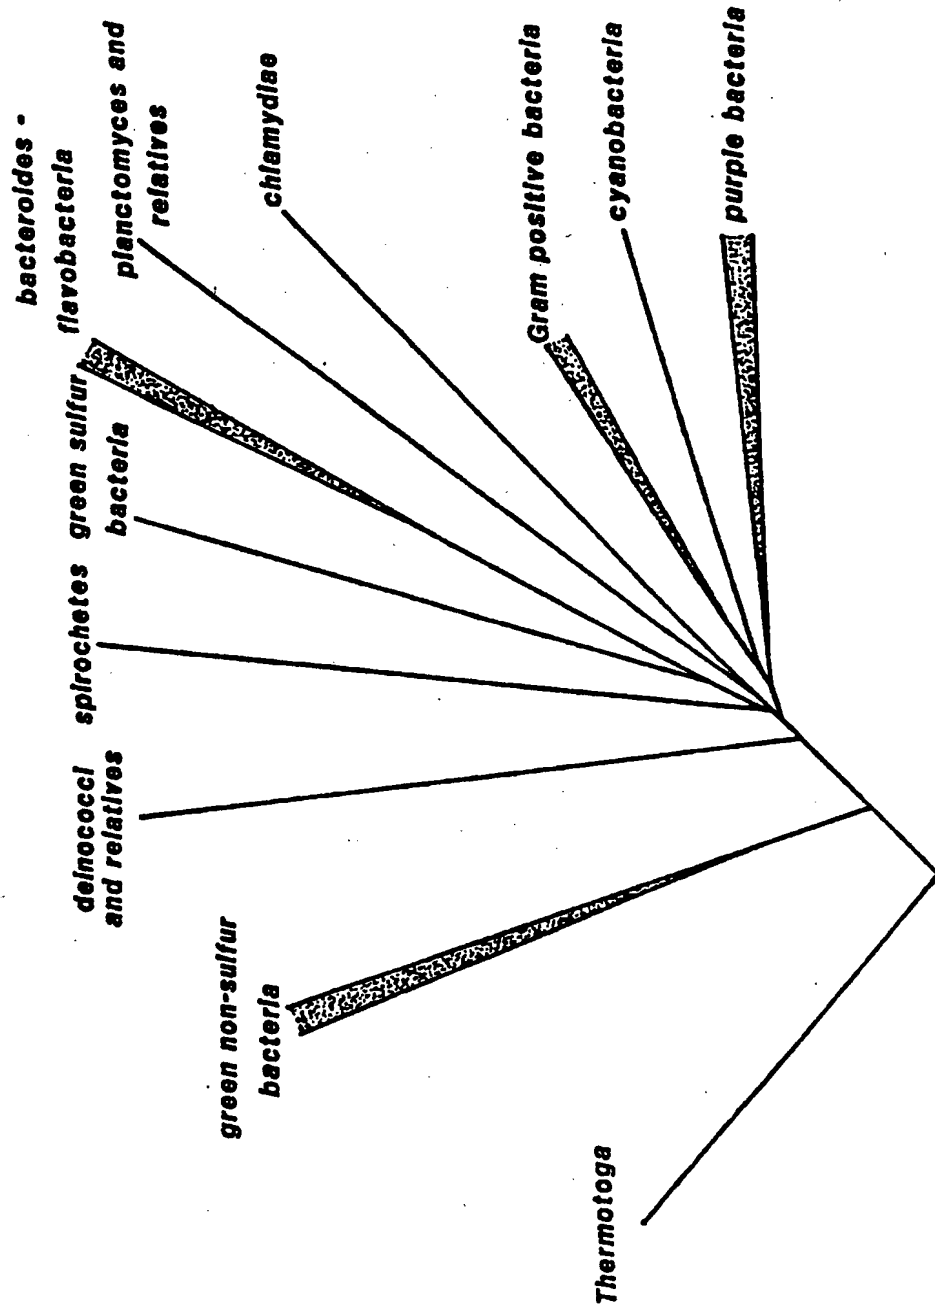 Thermotoga
green non-sulfur
bacteria
deinococci
and relatives
spirochetes
green sulfur
bacteria
bacteroides -
flavobacteria
planctomyces and
relatives
chlamydiae
Gram positive bacteria
cyanobacteria
purple bacteria